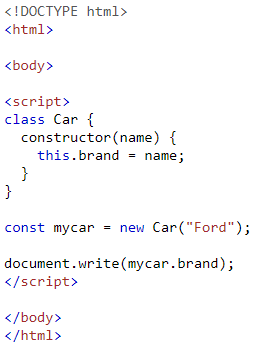 <!DOCTYPE html>
<html>
<body>
<script>
class Car {
  constructor(name) {
    this.brand = name;
  }
}
const mycar = new Car("Ford");
document.write(mycar.brand);
</script>
</body>
</html>